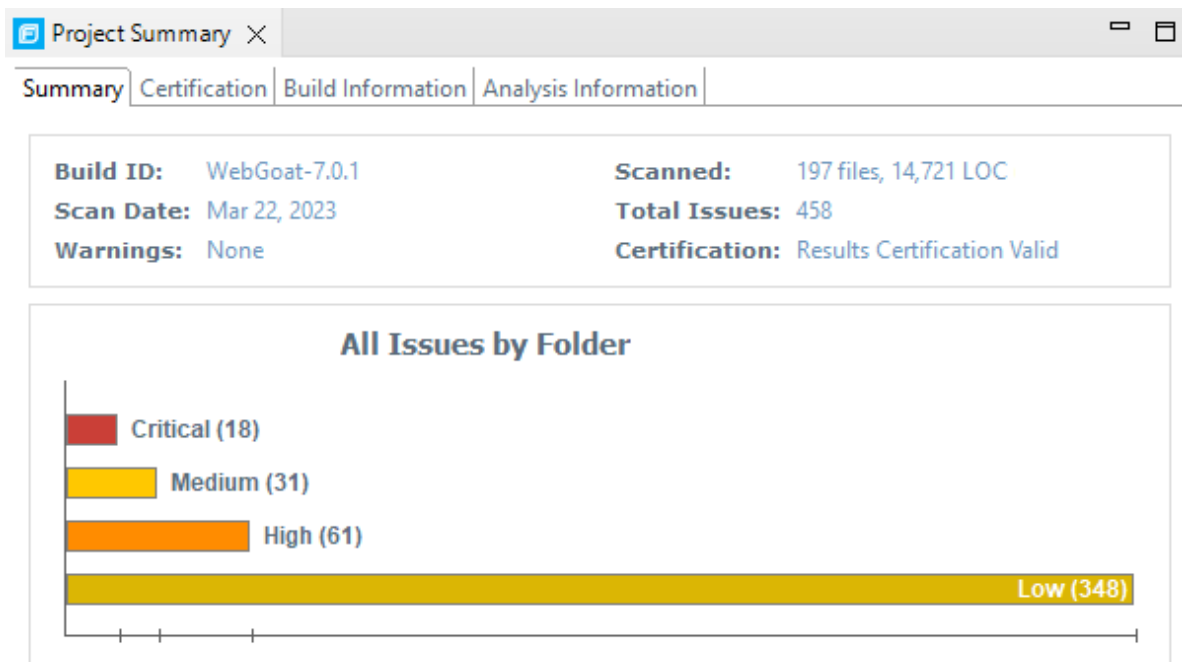 Project Summary
Summary Certification Build Information Analysis Information
Build ID: WebGoat-7.0.1 Scanned: 197 files, 14,721 LOC
Scan Date: Mar 22, 2023 Total Issues: 458
Warnings: None Certification: Results Certification Valid
All Issues by Folder
Critical (18)
Medium (31)
High (61)
Low (348)